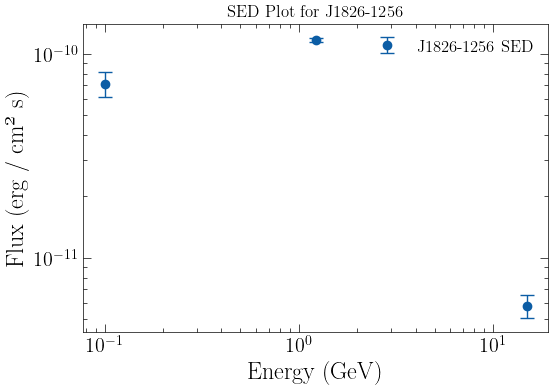 SED Plot for J1826-1256
J1826-1256 SED
10⁻¹⁰
10⁻¹¹
Flux (erg / cm² s)
10⁻¹
10⁰
10¹
Energy (GeV)